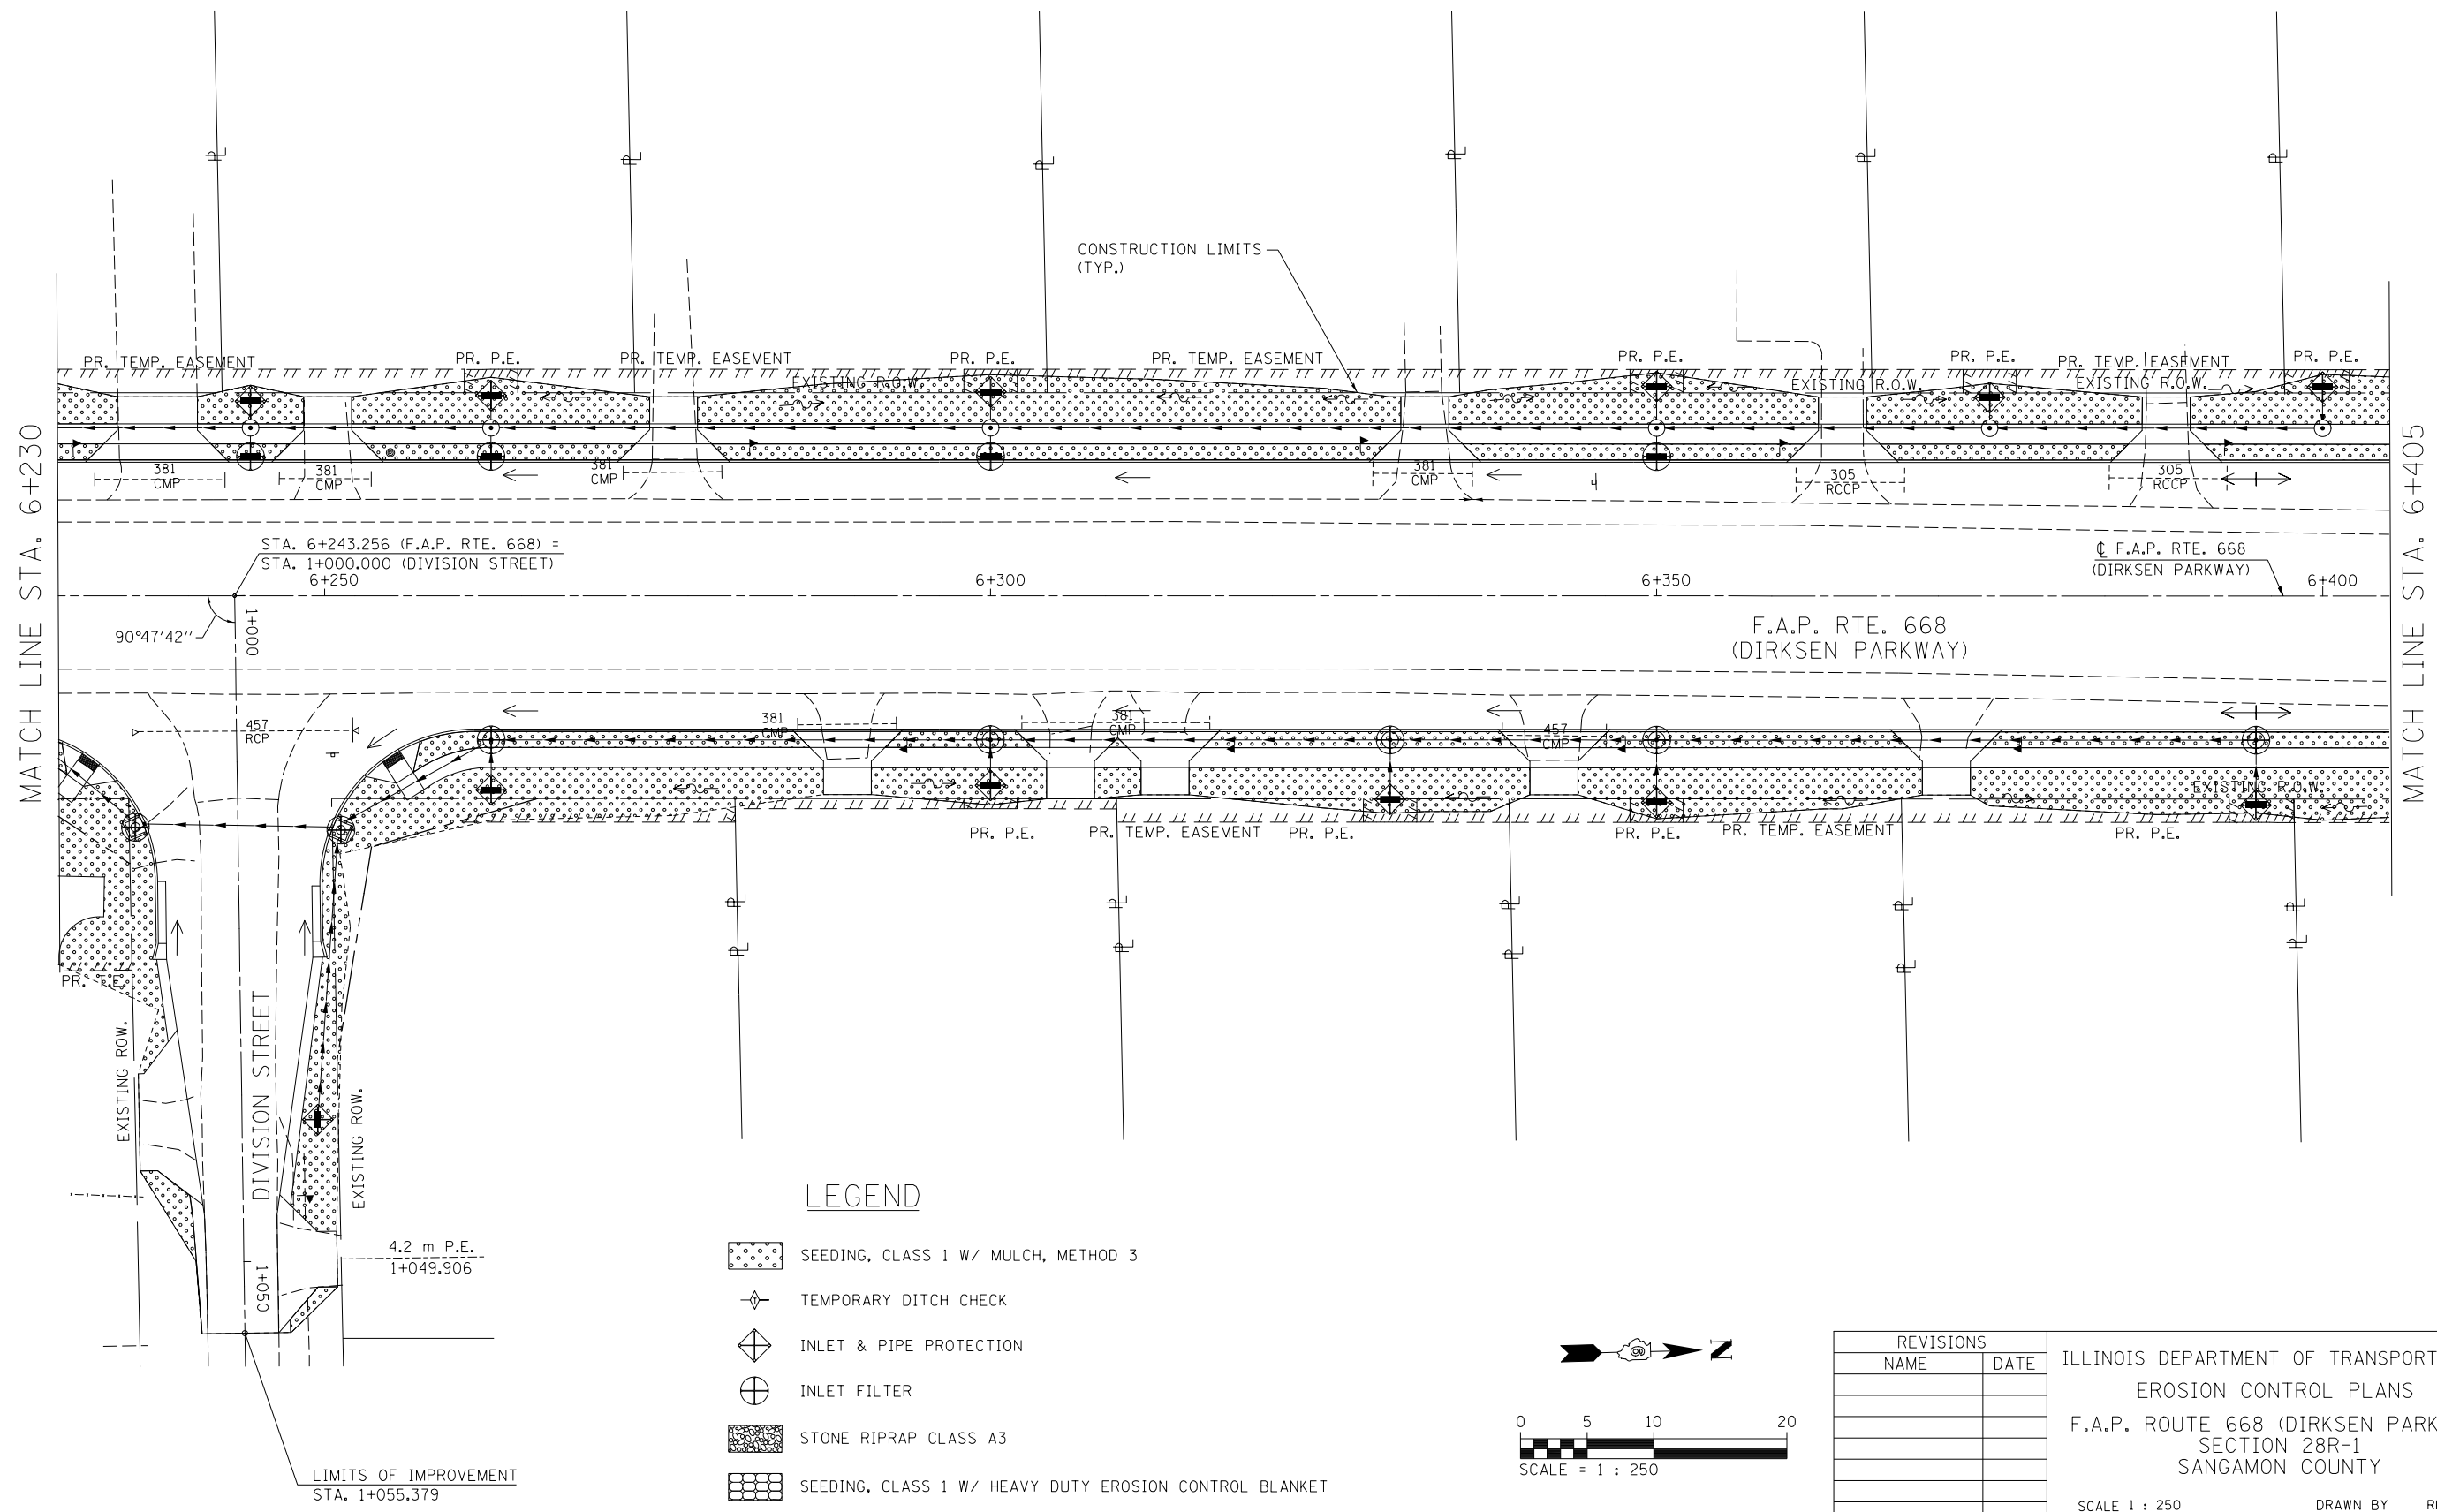 CONSTRUCTION LIMITS
(TYP.)
PR. TEMP. EASEMENT
PR. P.E.
PR. TEMP. EASEMENT
PR. P.E.
PR. TEMP. EASEMENT
PR. P.E.
PR. P.E.
PR. TEMP. EASEMENT
PR. P.E.
EXISTING R.O.W.
EXISTING R.O.W.
EXISTING R.O.W.
381
CMP
381
CMP
381
CMP
381
CMP
305
RCCP
305
RCCP
MATCH LINE STA. 6+230
MATCH LINE STA. 6+405
STA. 6+243.256 (F.A.P. RTE. 668) =
STA. 1+000.000 (DIVISION STREET)
6+250
6+300
6+350
6+400
℄ F.A.P. RTE. 668
(DIRKSEN PARKWAY)
90°47'42''
1+000
F.A.P. RTE. 668
(DIRKSEN PARKWAY)
457
RCP
381
CMP
381
CMP
457
CMP
EXISTING R.O.W.
PR. P.E.
PR. TEMP. EASEMENT
PR. P.E.
PR. P.E.
PR. TEMP. EASEMENT
PR. P.E.
PR. T.E.
EXISTING ROW.
DIVISION STREET
EXISTING ROW.
4.2 m P.E.
1+049.906
1+050
LIMITS OF IMPROVEMENT
STA. 1+055.379
LEGEND
SEEDING, CLASS 1 W/ MULCH, METHOD 3
TEMPORARY DITCH CHECK
INLET & PIPE PROTECTION
INLET FILTER
STONE RIPRAP CLASS A3
SEEDING, CLASS 1 W/ HEAVY DUTY EROSION CONTROL BLANKET
N
0 5 10 20
SCALE = 1 : 250
REVISIONS
NAME DATE
ILLINOIS DEPARTMENT OF TRANSPORT
EROSION CONTROL PLANS
F.A.P. ROUTE 668 (DIRKSEN PARK
SECTION 28R-1
SANGAMON COUNTY
SCALE 1 : 250 DRAWN BY